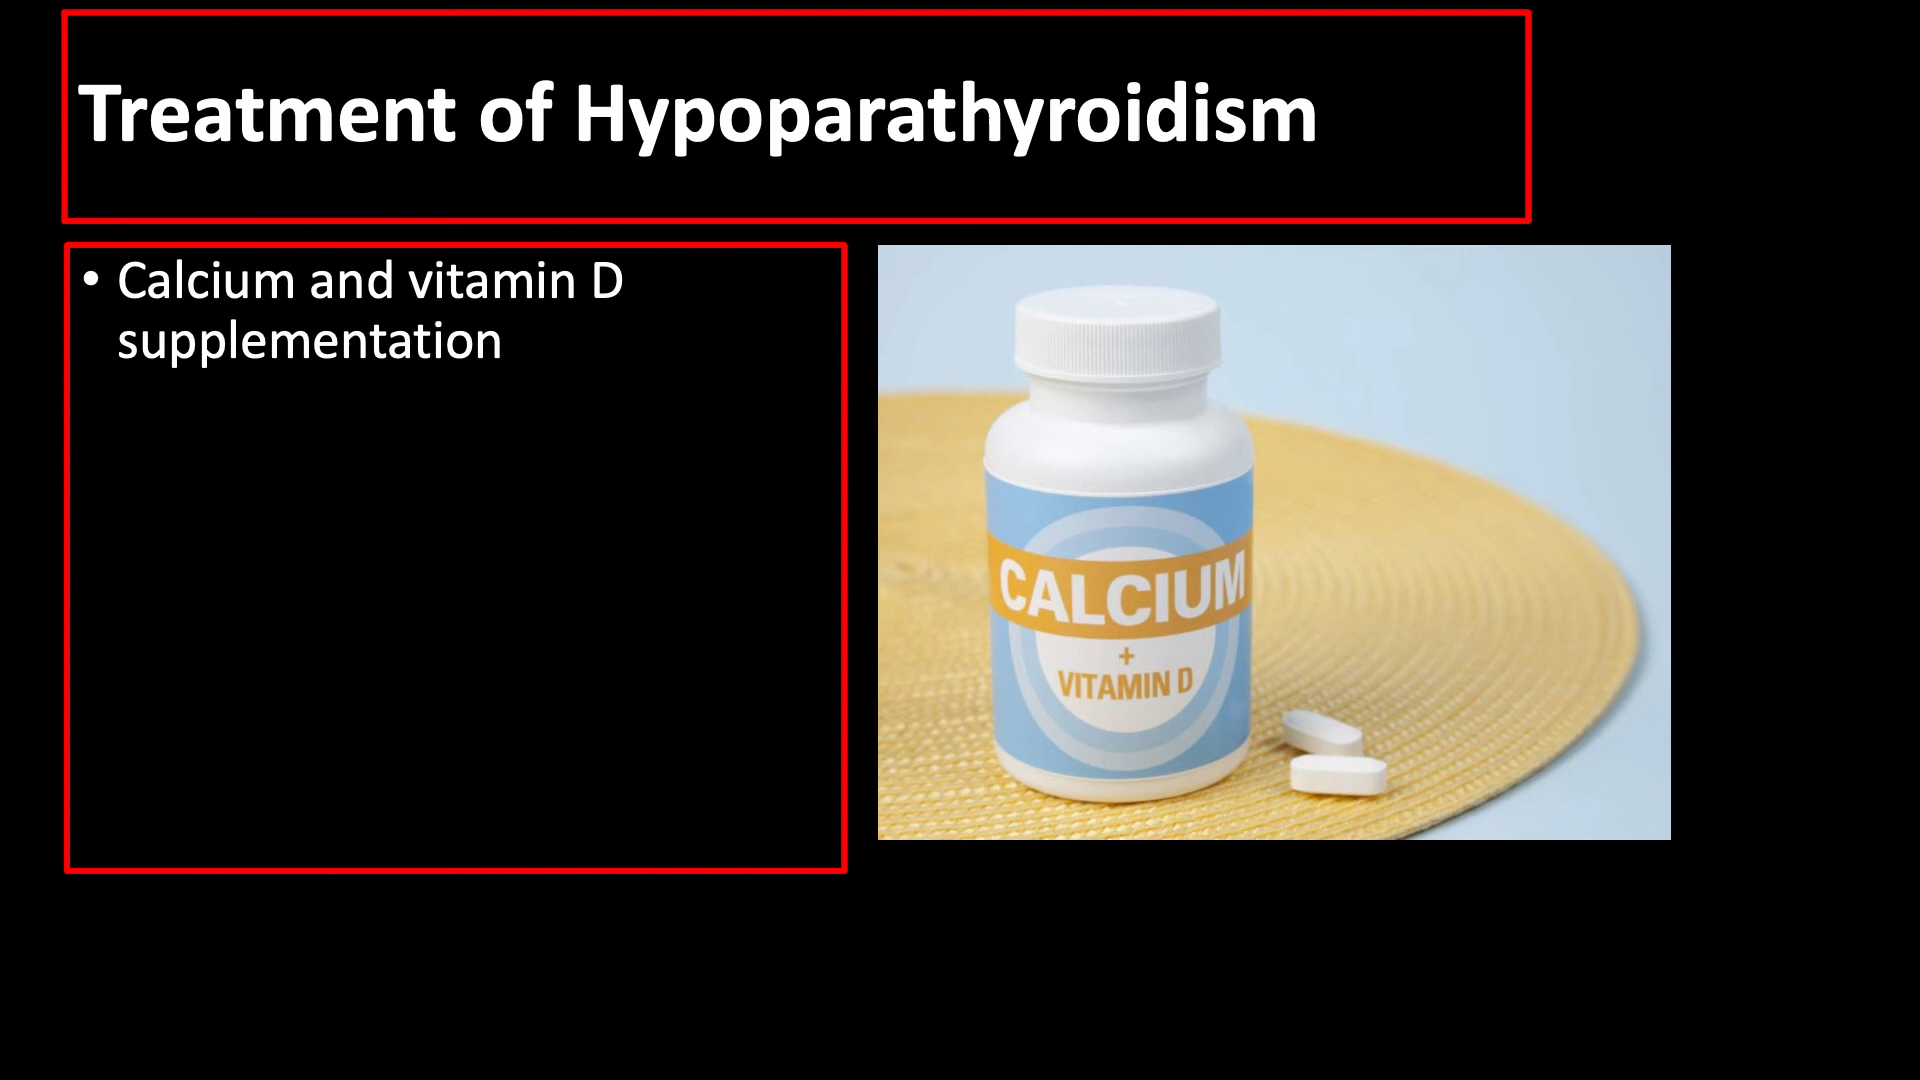 Treatment of Hypoparathyroidism
• Calcium and vitamin D
supplementation
CALCIUM
+
VITAMIN D